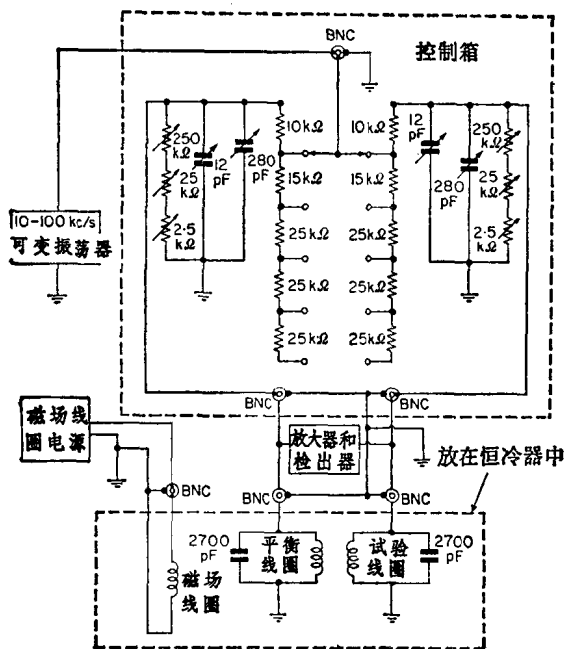 BNC
控制箱
250
kΩ
12
pF
280
pF
10kΩ
10kΩ
12
pF
250
kΩ
25
kΩ
15kΩ
15kΩ
280
pF
25
kΩ
10-100 kc/s
可变振荡器
2.5
kΩ
25kΩ
25kΩ
2.5
kΩ
25kΩ
25kΩ
25kΩ
25kΩ
BNC
BNC
磁场线
圈电源
放大器和
检出器
放在恒冷器中
BNC
BNC
BNC
2700
pF
平衡
线圈
试验
线圈
2700
pF
磁场
线圈